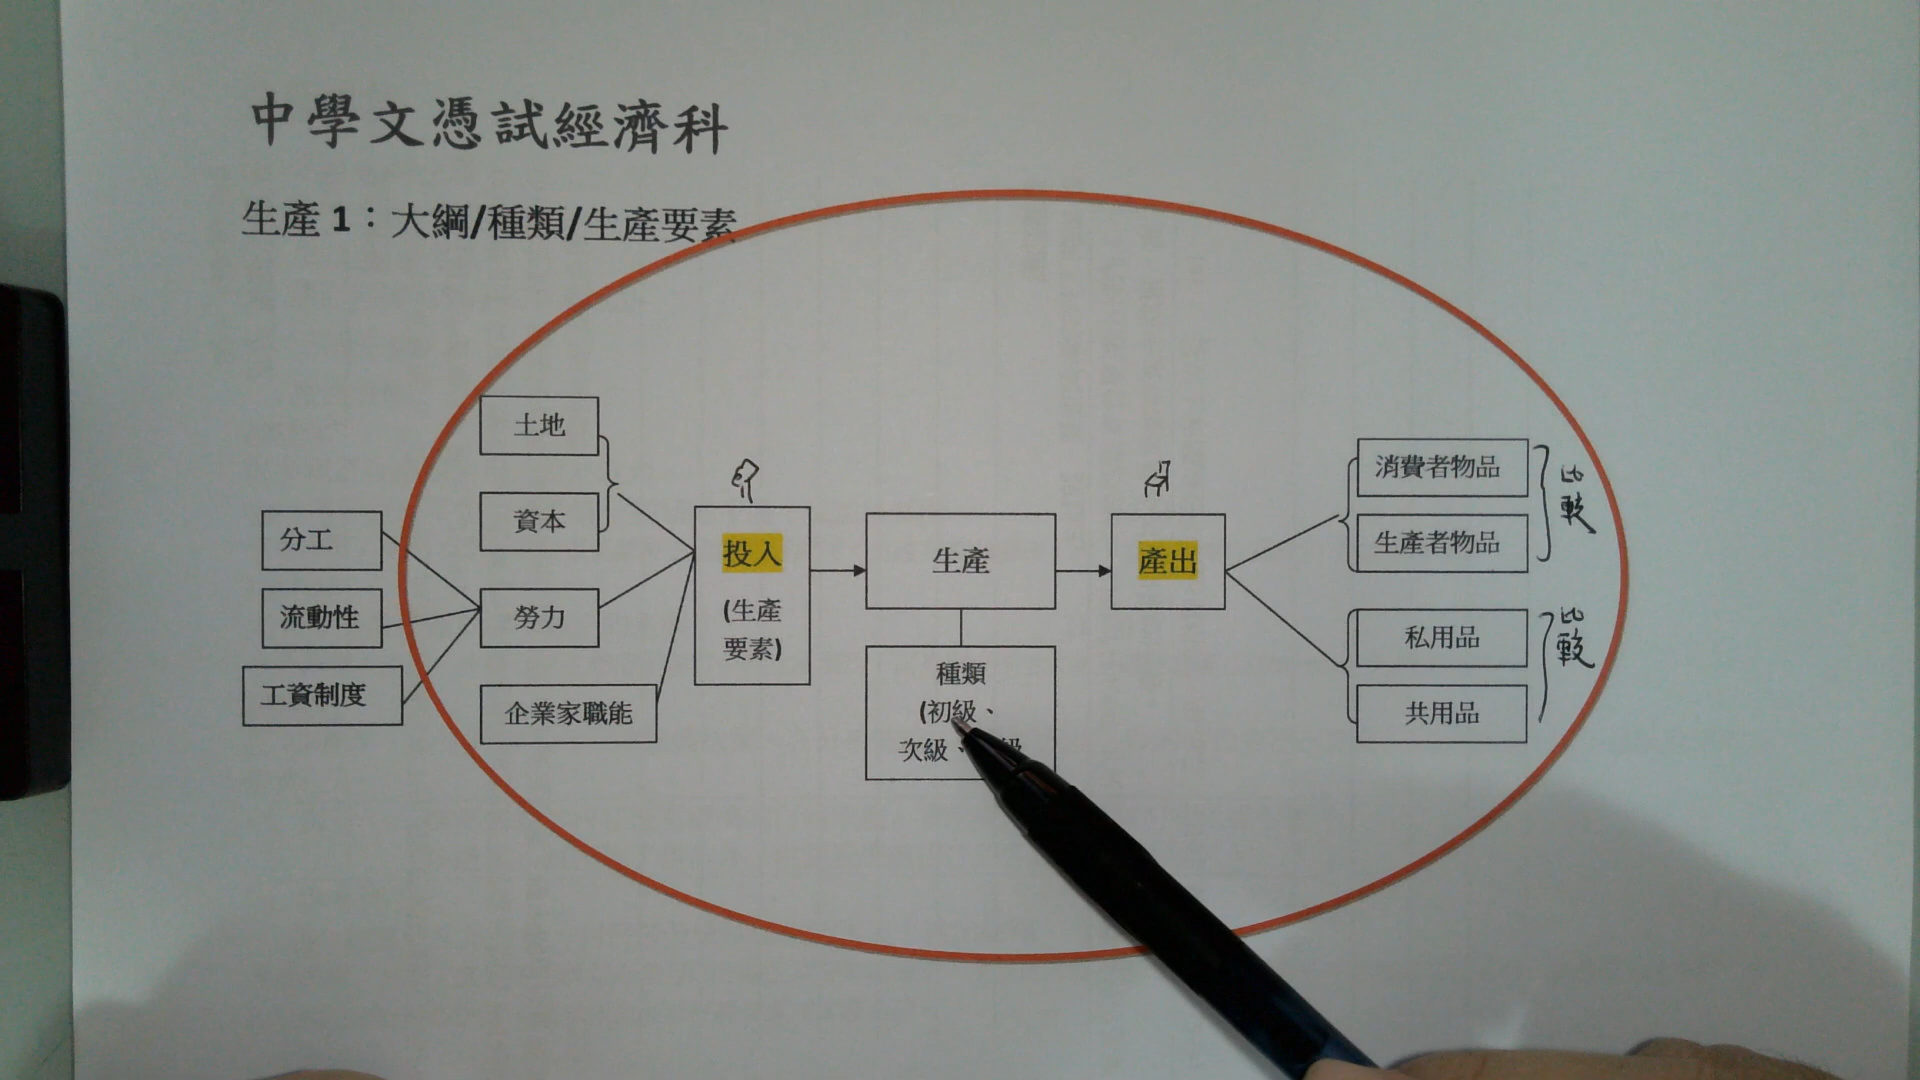 中學文憑試經濟科
生產 1：大綱/種類/生產要素
土地
資本
勞力
企業家職能
分工
流動性
工資制度
投入
(生產
要素)
生產
種類
(初級、
次級、
級
產出
消費者物品
生產者物品
比
較
私用品
共用品
比
較